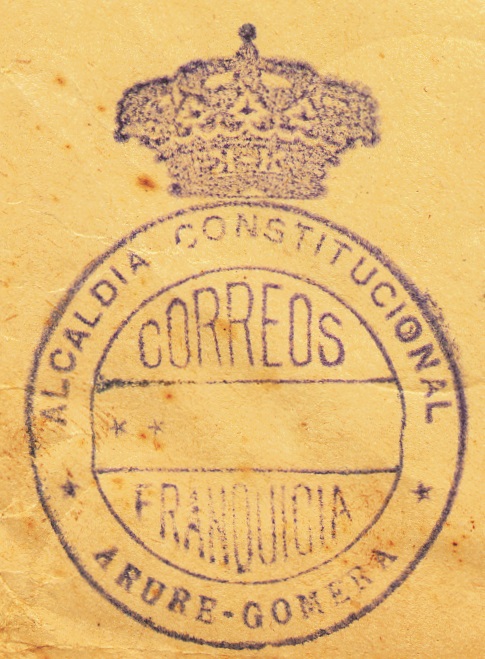 ALCALDIA CONSTITUCIONAL
CORREOS
FRANQUICIA
ARURE-GOMERA